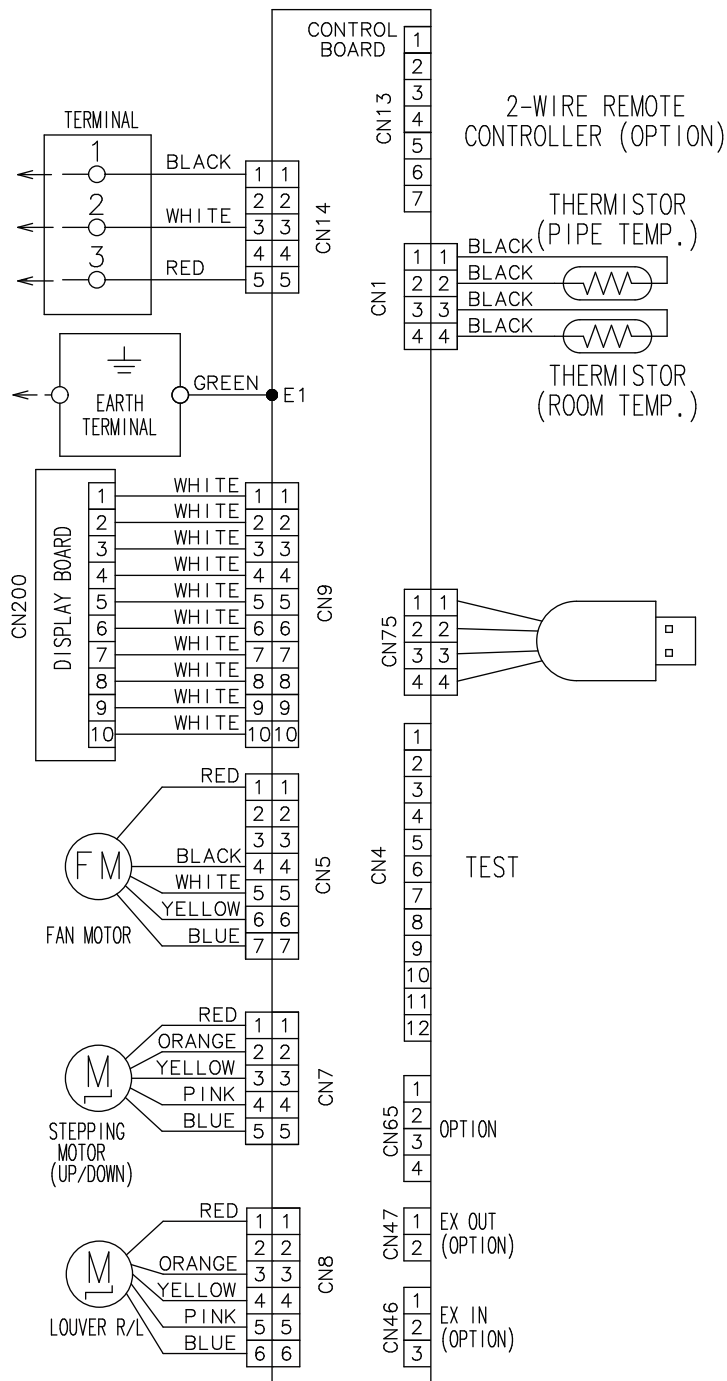 CONTROL
BOARD
CN13
1
2
3
4
5
6
7
2-WIRE REMOTE
CONTROLLER (OPTION)
TERMINAL
1
2
3
BLACK
WHITE
RED
1 1
2 2
3 3
4 4
5 5
CN14
THERMISTOR
(PIPE TEMP.)
CN1
1 1
2 2
3 3
4 4
BLACK
BLACK
BLACK
BLACK
THERMISTOR
(ROOM TEMP.)
EARTH
TERMINAL
GREEN
E1
CN200
DISPLAY BOARD
1
2
3
4
5
6
7
8
9
10
WHITE
WHITE
WHITE
WHITE
WHITE
WHITE
WHITE
WHITE
WHITE
WHITE
1 1
2 2
3 3
4 4
5 5
6 6
7 7
8 8
9 9
10 10
CN9
CN75
1 1
2 2
3 3
4 4
FM
FAN MOTOR
RED
BLACK
WHITE
YELLOW
BLUE
1 1
2 2
3 3
4 4
5 5
6 6
7 7
CN5
CN4
1
2
3
4
5
6
7
8
9
10
11
12
TEST
M
STEPPING
MOTOR
(UP/DOWN)
RED
ORANGE
YELLOW
PINK
BLUE
1 1
2 2
3 3
4 4
5 5
CN7
CN65
1
2
3
4
OPTION
M
LOUVER R/L
RED
ORANGE
YELLOW
PINK
BLUE
1 1
2 2
3 3
4 4
5 5
6 6
CN8
CN47
1
2
EX OUT
(OPTION)
CN46
1
2
3
EX IN
(OPTION)